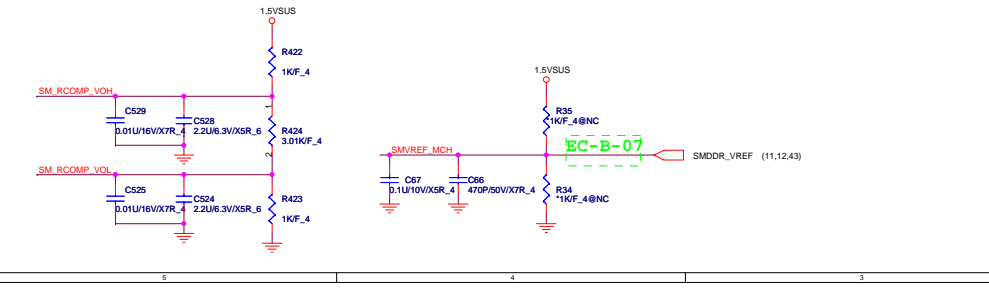 1.5VSUS
R422
1K/F_4
SM_RCOMP_VOH
C529
0.01U/16V/X7R_4
C528
2.2U/6.3V/X5R_6
1
R424
3.01K/F_4
2
SM_RCOMP_VOL
C525
0.01U/16V/X7R_4
C524
2.2U/6.3V/X5R_6
R423
1K/F_4
1.5VSUS
R35
1K/F_4@NC
EC-B-07
SMVREF_MCH
SMDDR_VREF (11,12,43)
C67
0.1U/10V/X5R_4
C66
470P/50V/X7R_4
R34
*1K/F_4@NC
5
4
3